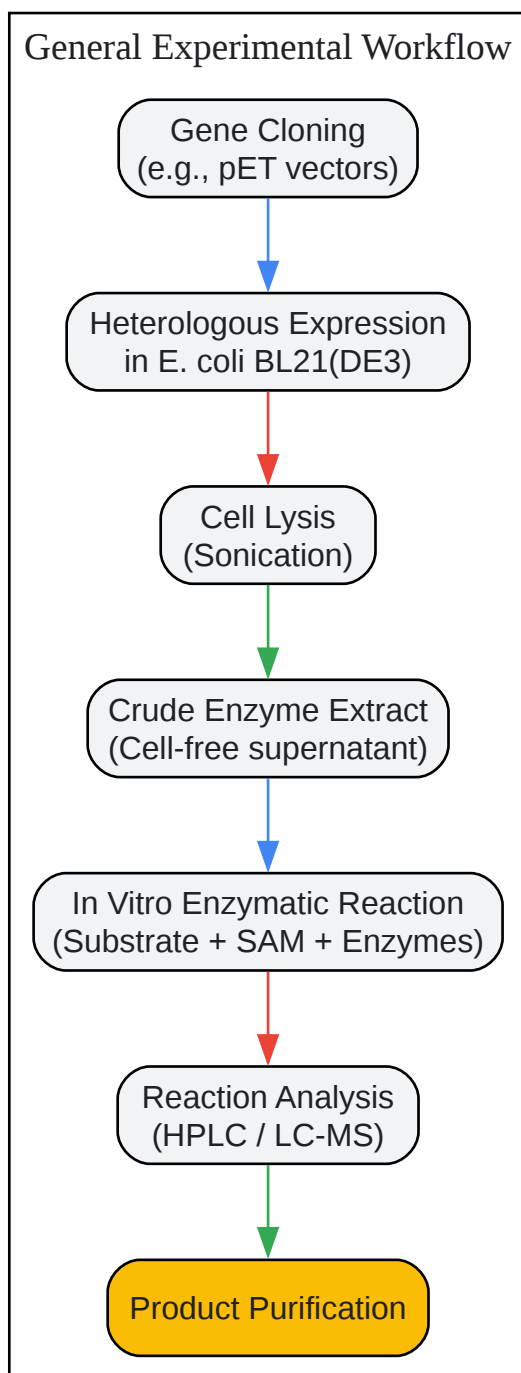 General Experimental Workflow
Gene Cloning
(e.g., pET vectors)
Heterologous Expression
in E. coli BL21(DE3)
Cell Lysis
(Sonication)
Crude Enzyme Extract
(Cell-free supernatant)
In Vitro Enzymatic Reaction
(Substrate + SAM + Enzymes)
Reaction Analysis
(HPLC / LC-MS)
Product Purification